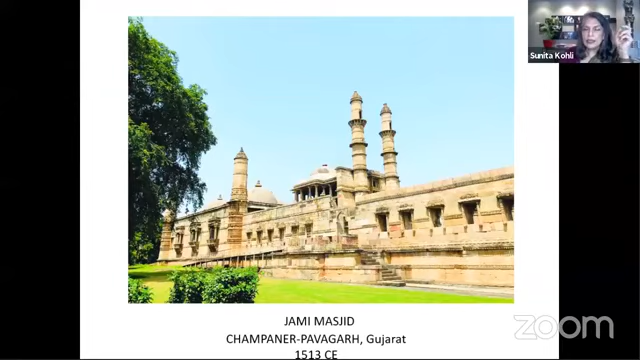 Sunita Kohli
JAMI MASJID
CHAMPANER-PAVAGARH, Gujarat
1513 CE
zoom